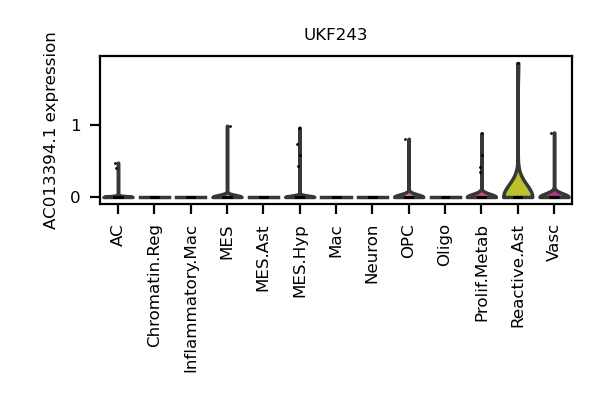 UKF243
AC013394.1 expression
1
0
AC
Chromatin.Reg
Inflammatory.Mac
MES
MES.Ast
MES.Hyp
Mac
Neuron
OPC
Oligo
Prolif.Metab
Reactive.Ast
Vasc